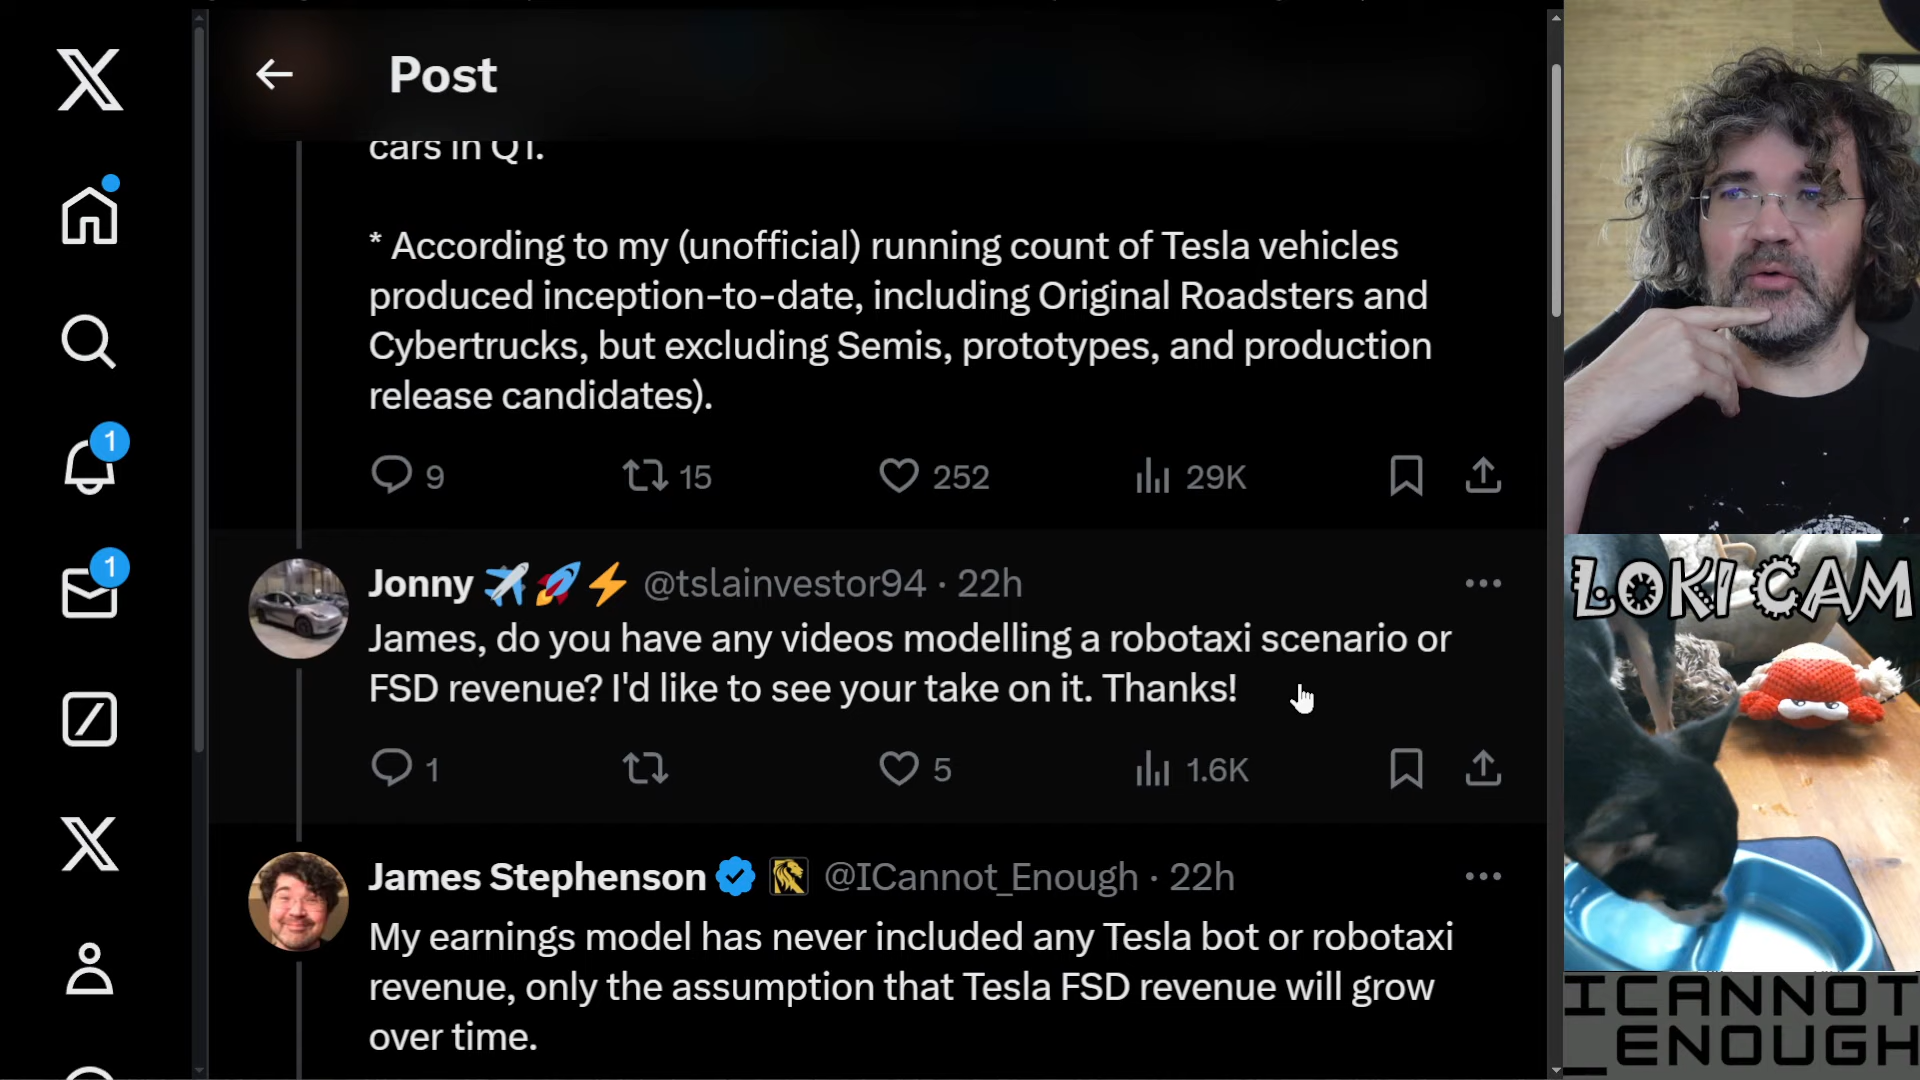 Post
cars in Q1.
* According to my (unofficial) running count of Tesla vehicles
produced inception-to-date, including Original Roadsters and
Cybertrucks, but excluding Semis, prototypes, and production
release candidates).
9 15 252 29K
1
1
Jonny @tslainvestor94 · 22h
James, do you have any videos modelling a robotaxi scenario or
FSD revenue? I'd like to see your take on it. Thanks!
1 5 1.6K
James Stephenson @ICannot_Enough · 22h
My earnings model has never included any Tesla bot or robotaxi
revenue, only the assumption that Tesla FSD revenue will grow
over time.
LOKI CAM
ICANNOT
_ENOUGH